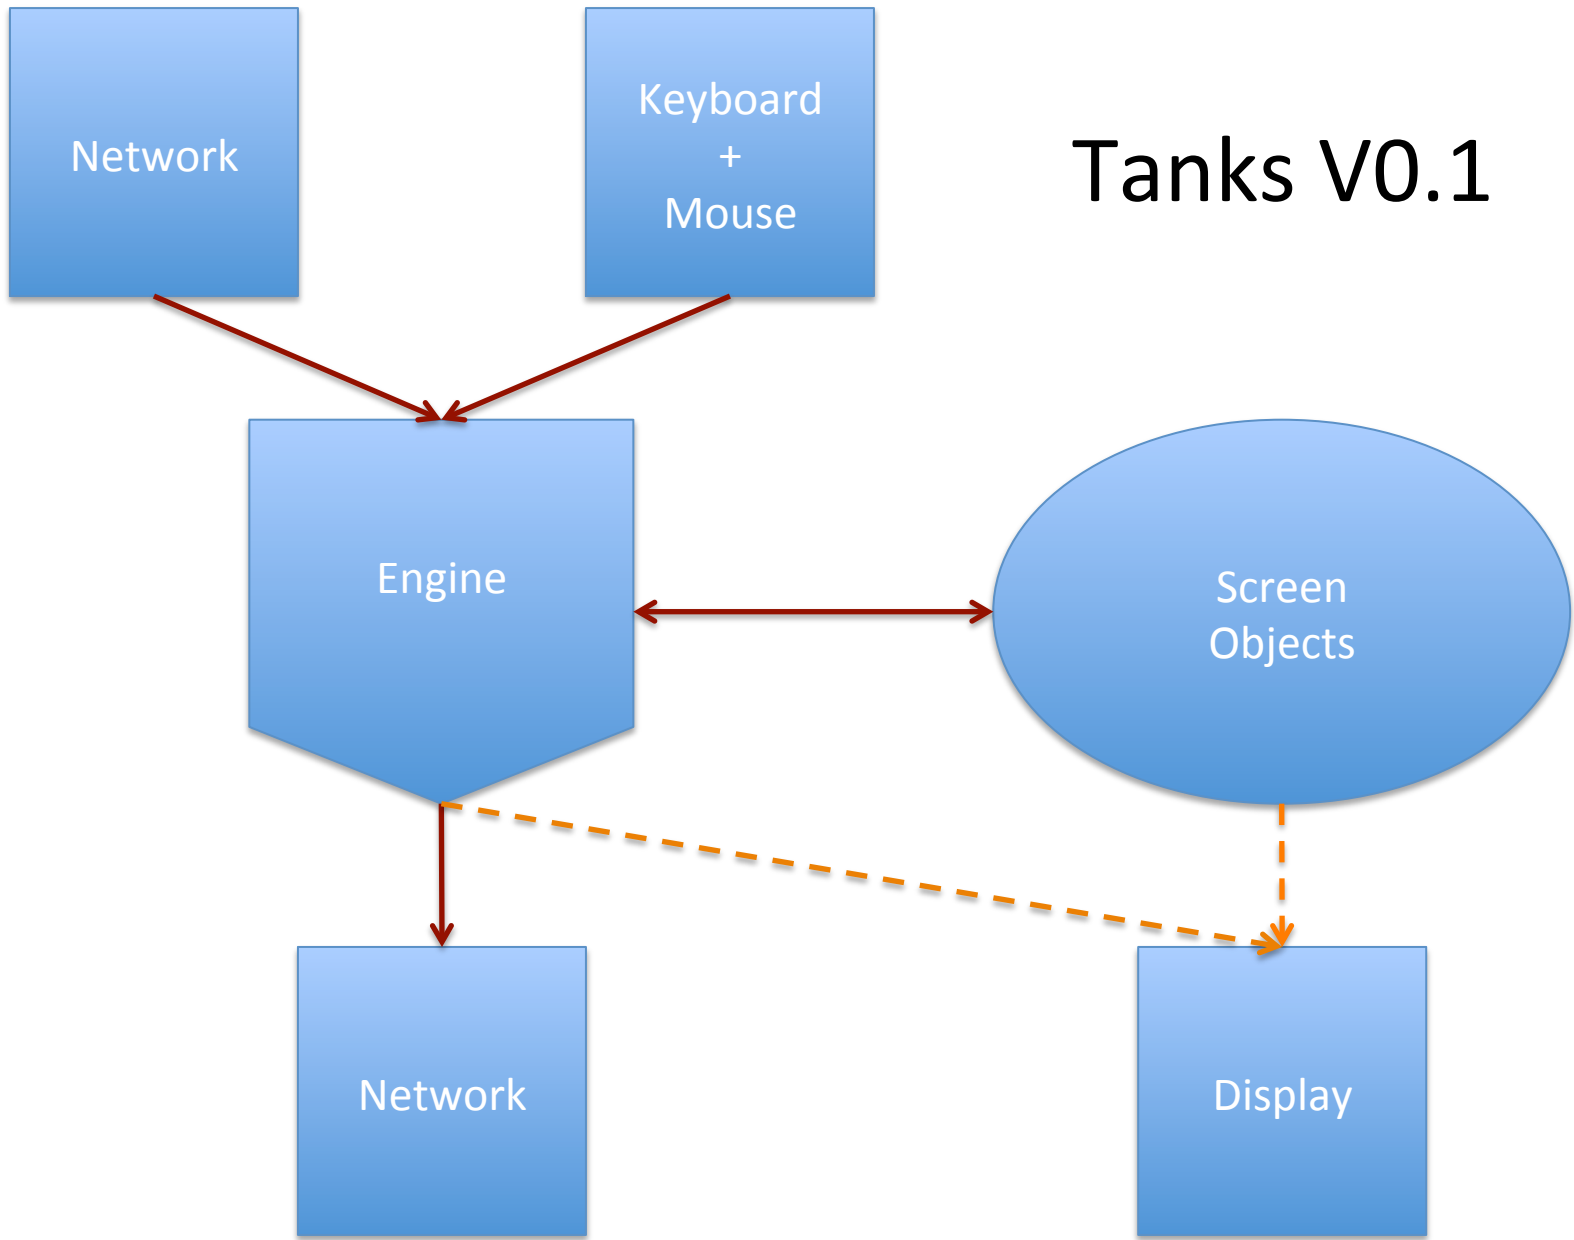 Network
Keyboard
+
Mouse
Tanks V0.1
Engine
Screen
Objects
Network
Display